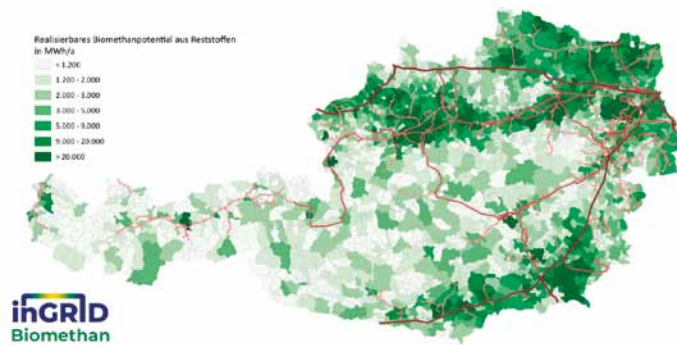 Realisierbares Biomethanpotential aus Reststoffen
in MWh/a
< 1.200
1.200 - 2.000
2.000 - 3.000
3.000 - 5.000
5.000 - 9.000
9.000 - 20.000
> 20.000
inGRID
Biomethan